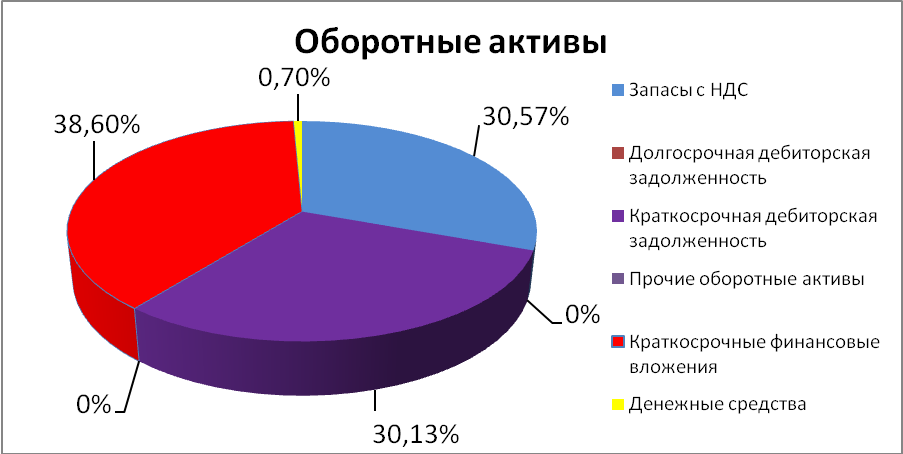 Оборотные активы
0,70%
38,60%
30,57%
0%
0%
30,13%
Запасы с НДС
Долгосрочная дебиторская
задолженность
Краткосрочная дебиторская
задолженность
Прочие оборотные активы
Краткосрочные финансовые
вложения
Денежные средства